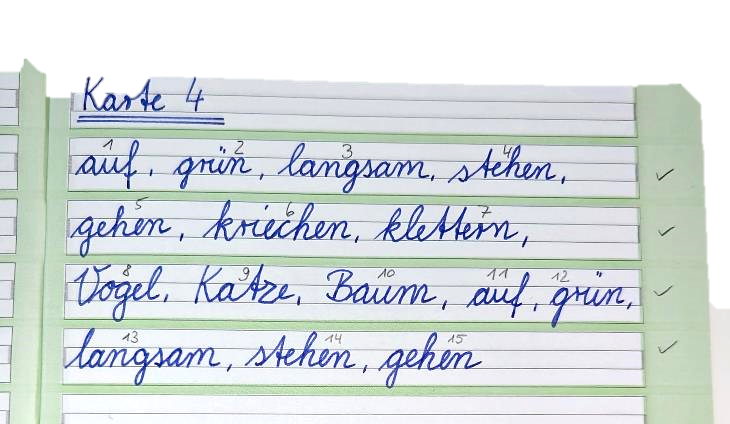 Karte 4
1 2 3 4
auf, grün, langsam, stehen,
5 6 7
gehen, kriechen, klettern,
8 9 10 11 12
Vogel, Katze, Baum, auf, grün,
13 14 15
langsam, stehen, gehen